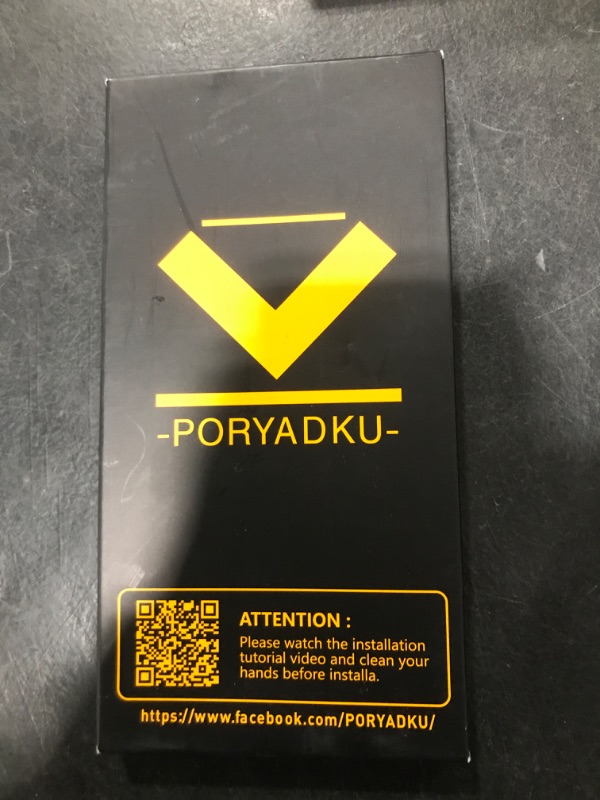 -PORYADKU-
ATTENTION :
Please watch the installation
tutorial video and clean your
hands before installa.
https://www.facebook.com/PORYADKU/